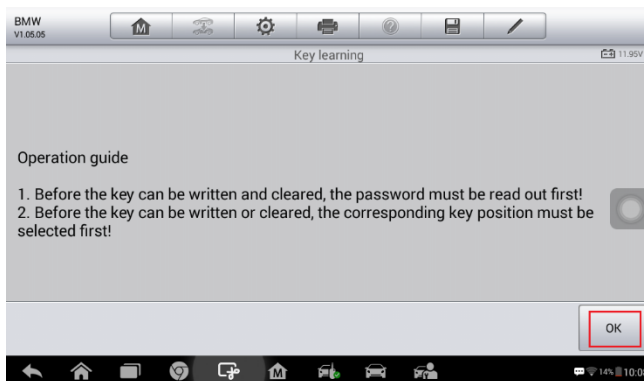 BMW
V1.05.05
Key learning
11.95V
Operation guide
1. Before the key can be written and cleared, the password must be read out first!
2. Before the key can be written or cleared, the corresponding key position must be
selected first!
OK
14%